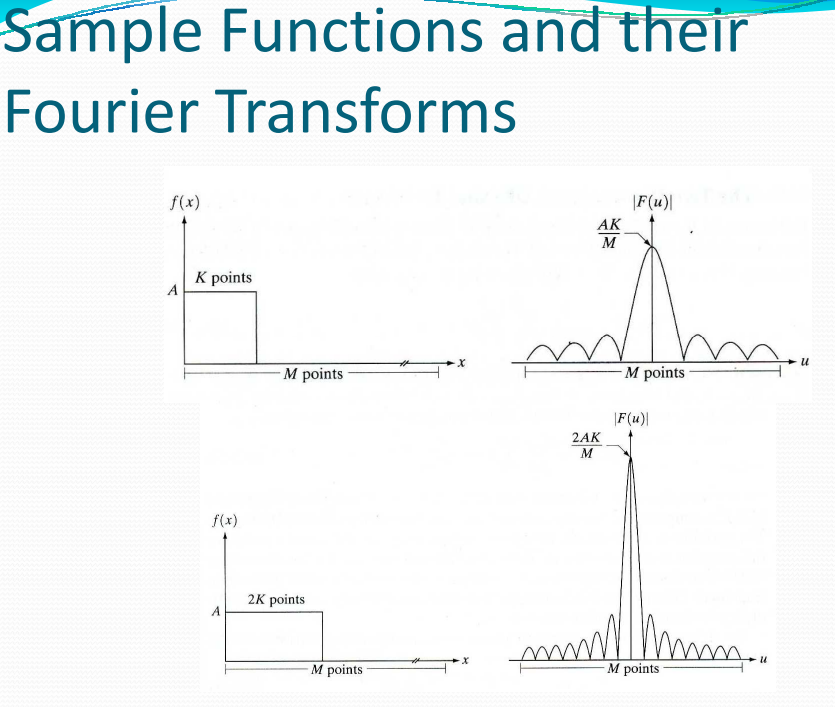 Sample Functions and their
Fourier Transforms
f(x)
|F(u)|
AK
M
K points
A
x
u
M points
M points
|F(u)|
2AK
M
f(x)
2K points
A
x
u
M points
M points